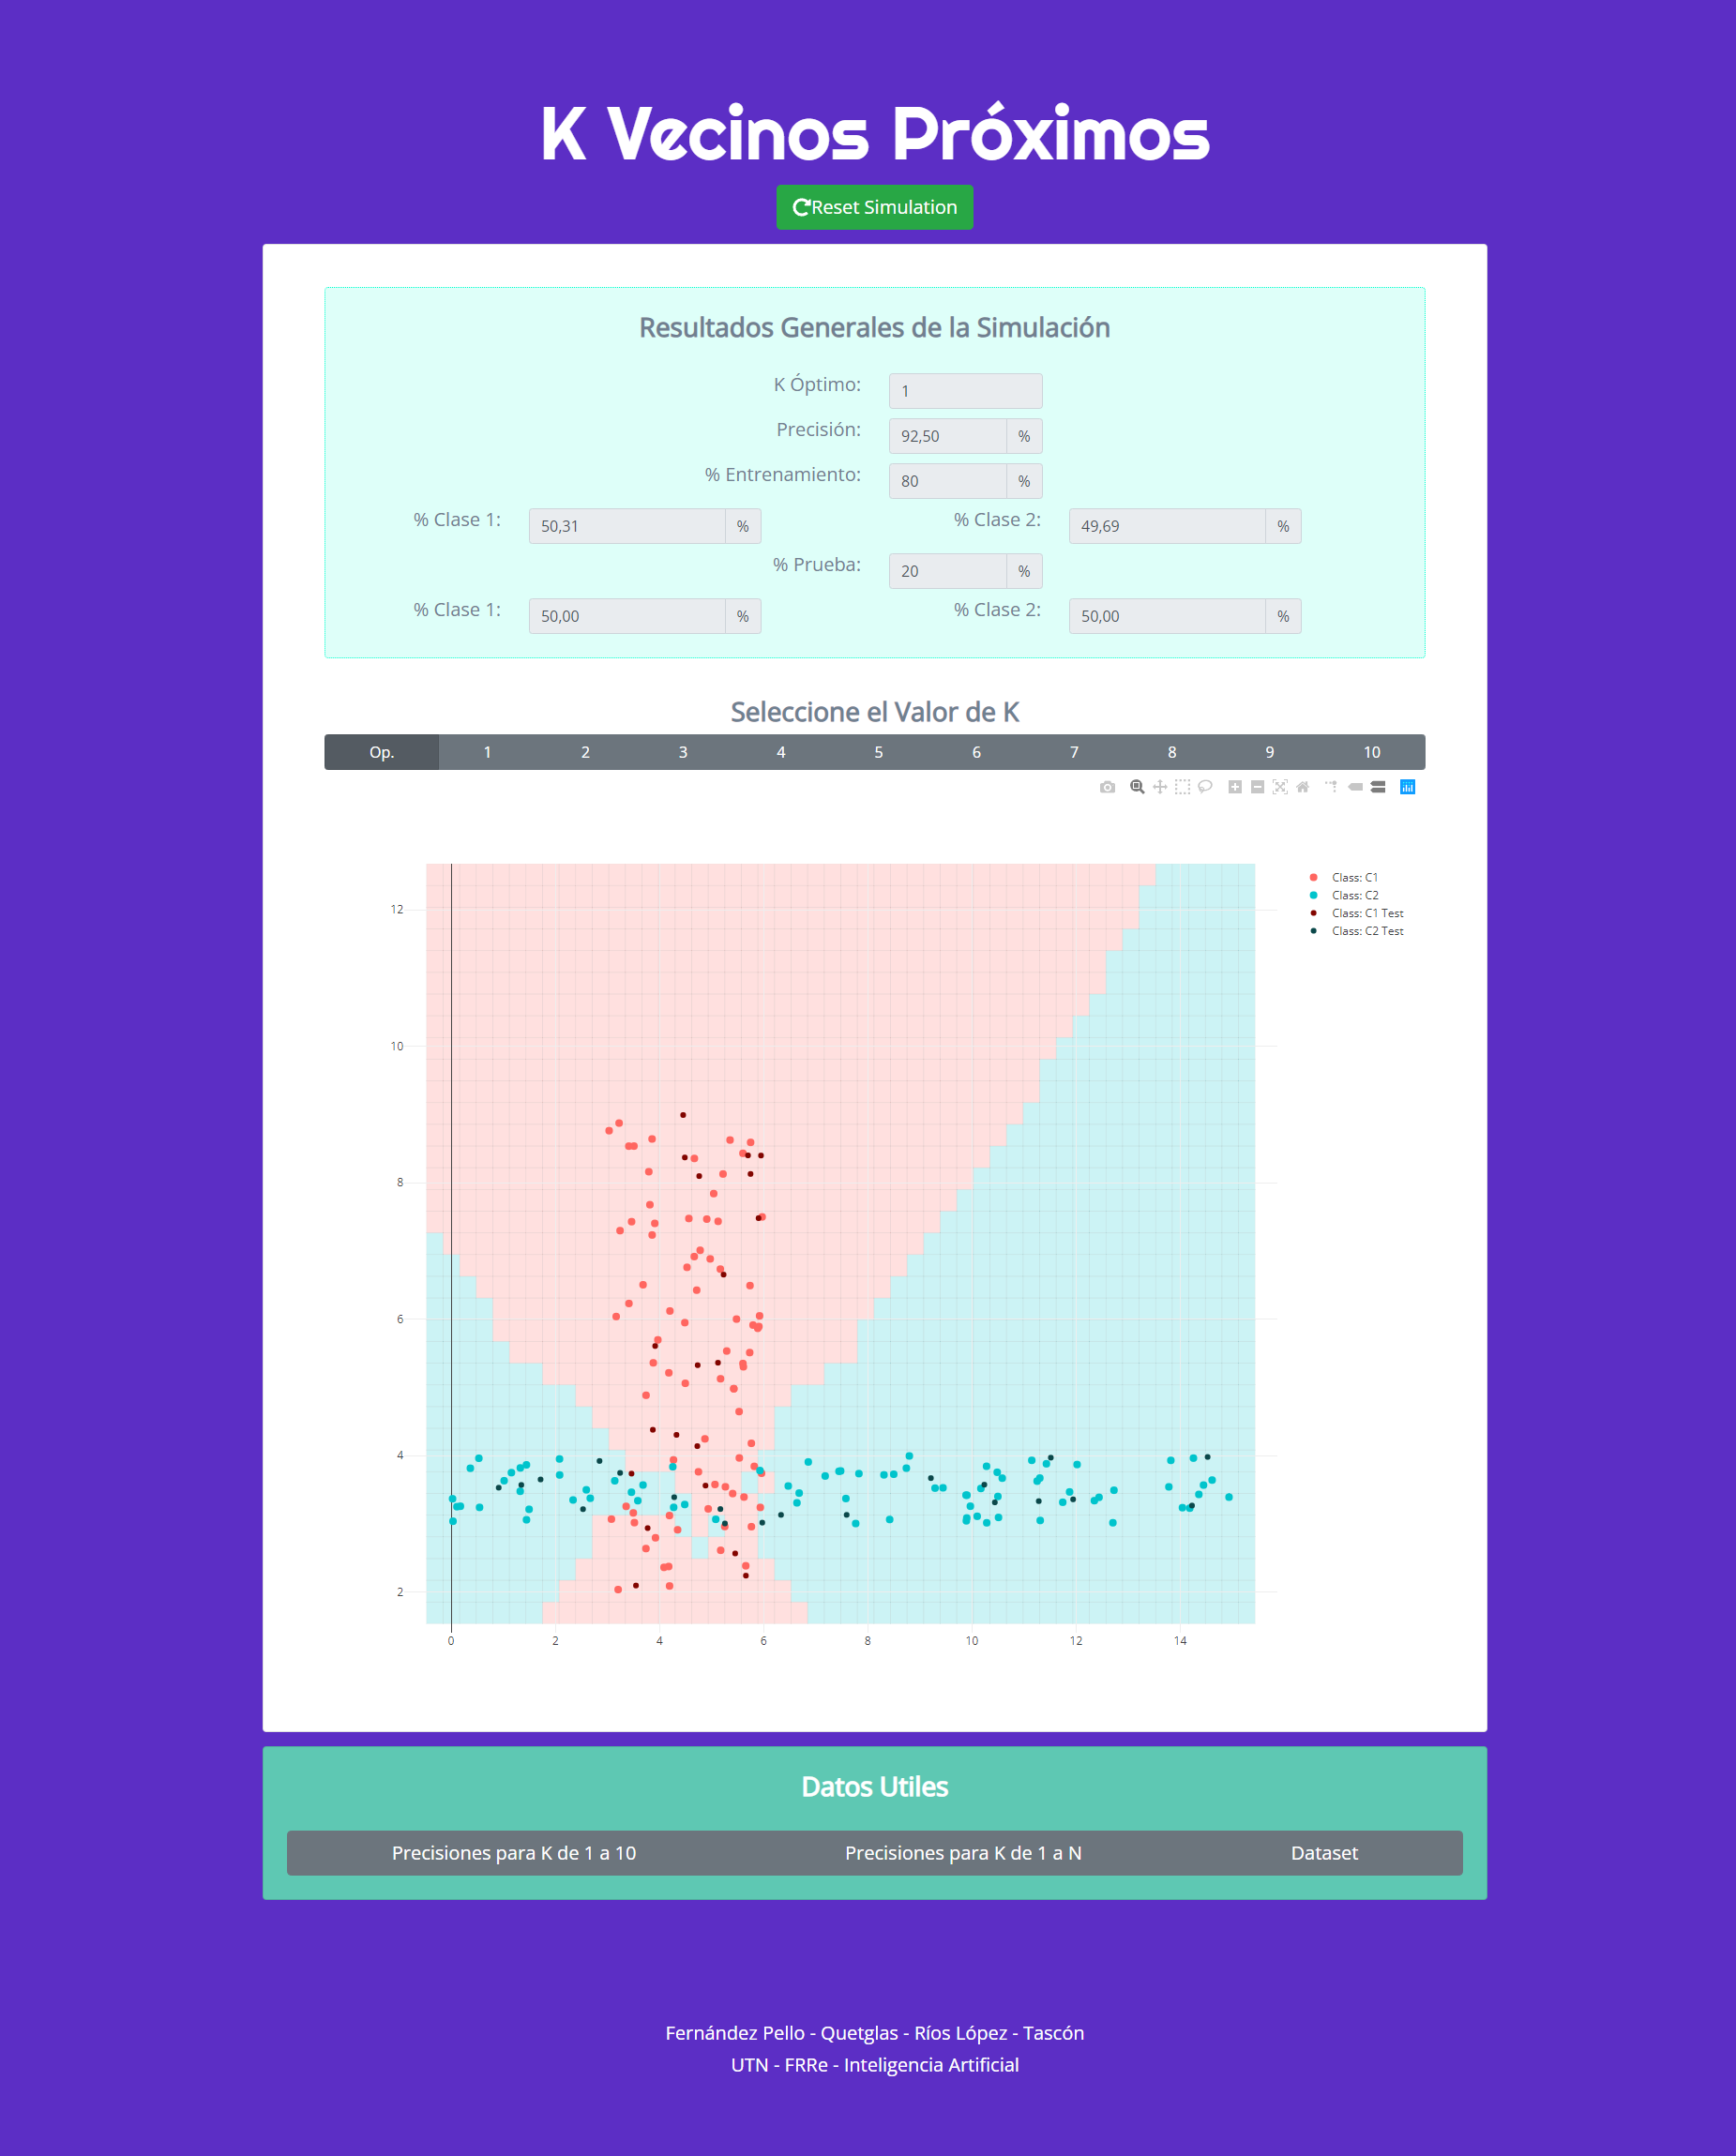 K Vecinos Próximos
Reset Simulation
Resultados Generales de la Simulación
K Óptimo: 1
Precisión: 92,50 %
% Entrenamiento: 80 %
% Clase 1: 50,31 % % Clase 2: 49,69 %
% Prueba: 20 %
% Clase 1: 50,00 % % Clase 2: 50,00 %
Seleccione el Valor de K
Op. 1 2 3 4 5 6 7 8 9 10
Class: C1
Class: C2
Class: C1 Test
Class: C2 Test
12
10
8
6
4
2
0 2 4 6 8 10 12 14
Datos Utiles
Precisiones para K de 1 a 10 Precisiones para K de 1 a N Dataset
Fernández Pello - Quetglas - Ríos López - Tascón
UTN - FRRe - Inteligencia Artificial